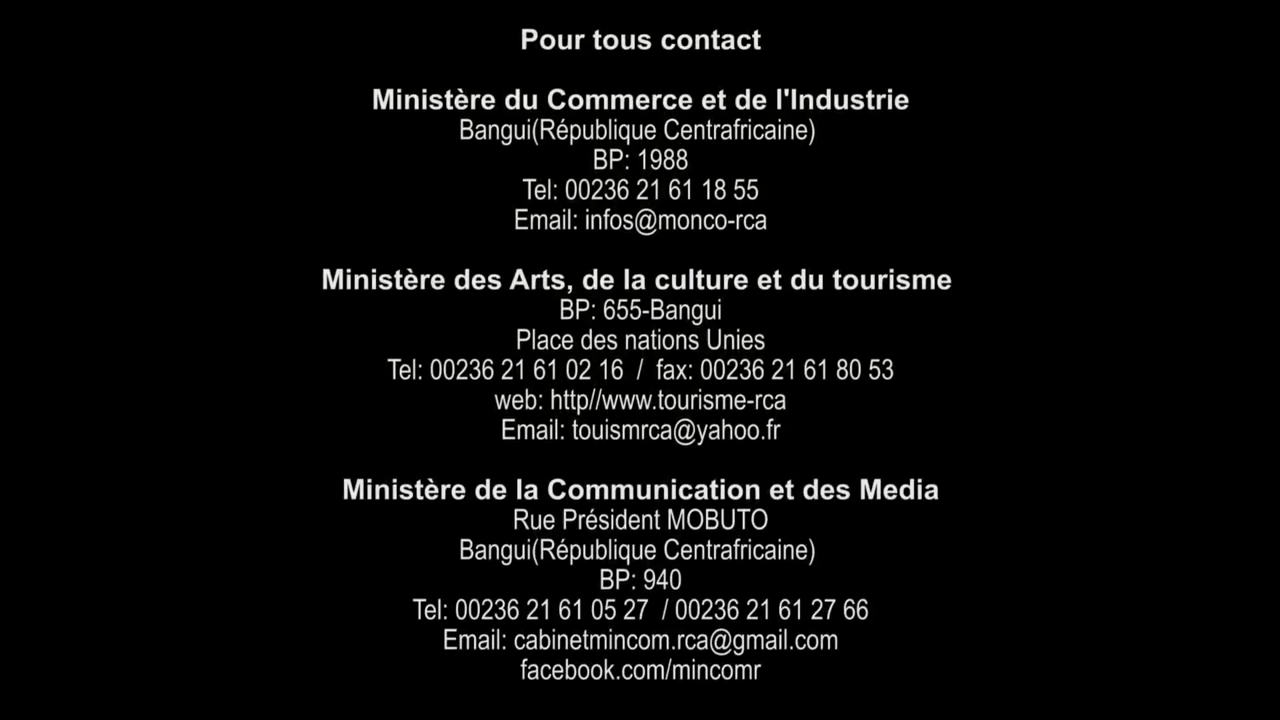 Pour tous contact
Ministère du Commerce et de l'Industrie
Bangui(République Centrafricaine)
BP: 1988
Tel: 00236 21 61 18 55
Email: infos@monco-rca
Ministère des Arts, de la culture et du tourisme
BP: 655-Bangui
Place des nations Unies
Tel: 00236 21 61 02 16 / fax: 00236 21 61 80 53
web: http//www.tourisme-rca
Email: touismrca@yahoo.fr
Ministère de la Communication et des Media
Rue Président MOBUTO
Bangui(République Centrafricaine)
BP: 940
Tel: 00236 21 61 05 27 / 00236 21 61 27 66
Email: cabinetmincom.rca@gmail.com
facebook.com/mincomr